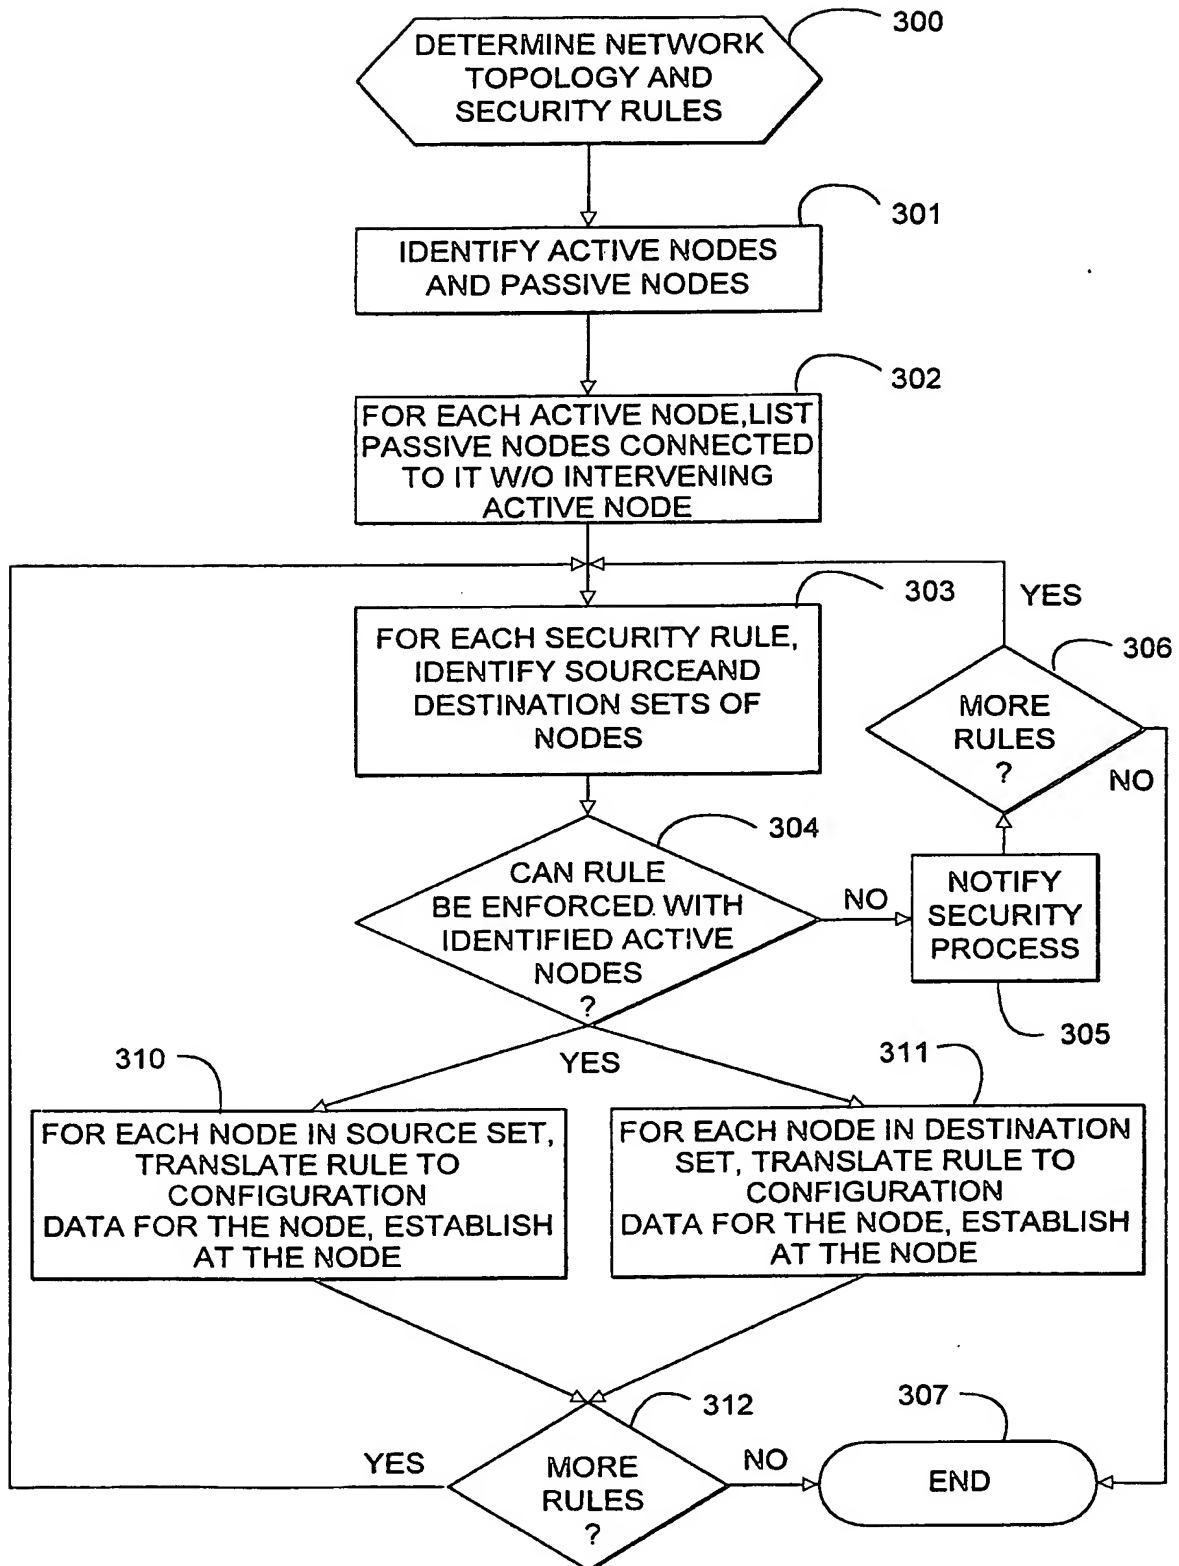 300
DETERMINE NETWORK
TOPOLOGY AND
SECURITY RULES
301
IDENTIFY ACTIVE NODES
AND PASSIVE NODES
302
FOR EACH ACTIVE NODE,LIST
PASSIVE NODES CONNECTED
TO IT W/O INTERVENING
ACTIVE NODE
303
FOR EACH SECURITY RULE,
IDENTIFY SOURCEAND
DESTINATION SETS OF
NODES
YES
306
MORE
RULES
?
NO
304
CAN RULE
BE ENFORCED WITH
IDENTIFIED ACTIVE
NODES
?
NO
NOTIFY
SECURITY
PROCESS
305
YES
310
FOR EACH NODE IN SOURCE SET,
TRANSLATE RULE TO
CONFIGURATION
DATA FOR THE NODE, ESTABLISH
AT THE NODE
311
FOR EACH NODE IN DESTINATION
SET, TRANSLATE RULE TO
CONFIGURATION
DATA FOR THE NODE, ESTABLISH
AT THE NODE
312
YES
MORE
RULES
?
NO
307
END